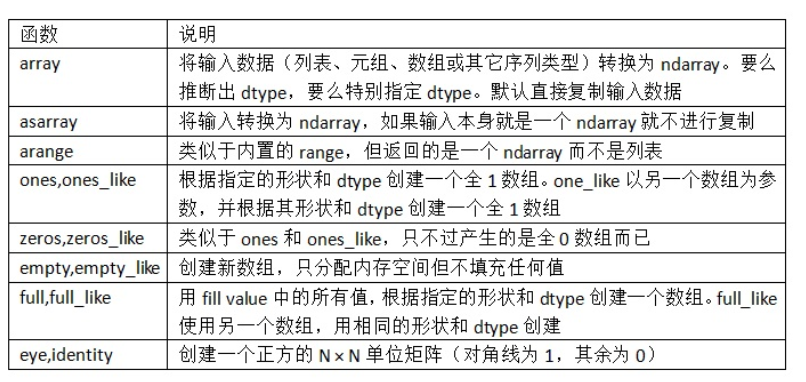 函数 说明
array 将输入数据（列表、元组、数组或其它序列类型）转换为 ndarray。要么
推断出 dtype，要么特别指定 dtype。默认直接复制输入数据
asarray 将输入转换为 ndarray，如果输入本身就是一个 ndarray 就不进行复制
arange 类似于内置的 range，但返回的是一个 ndarray 而不是列表
ones,ones_like 根据指定的形状和 dtype 创建一个全 1 数组。one_like 以另一个数组为参
数，并根据其形状和 dtype 创建一个全 1 数组
zeros,zeros_like 类似于 ones 和 ones_like，只不过产生的是全 0 数组而已
empty,empty_like 创建新数组，只分配内存空间但不填充任何值
full,full_like 用 fill value 中的所有值，根据指定的形状和 dtype 创建一个数组。full_like
使用另一个数组，用相同的形状和 dtype 创建
eye,identity 创建一个正方的 N × N 单位矩阵（对角线为 1，其余为 0）